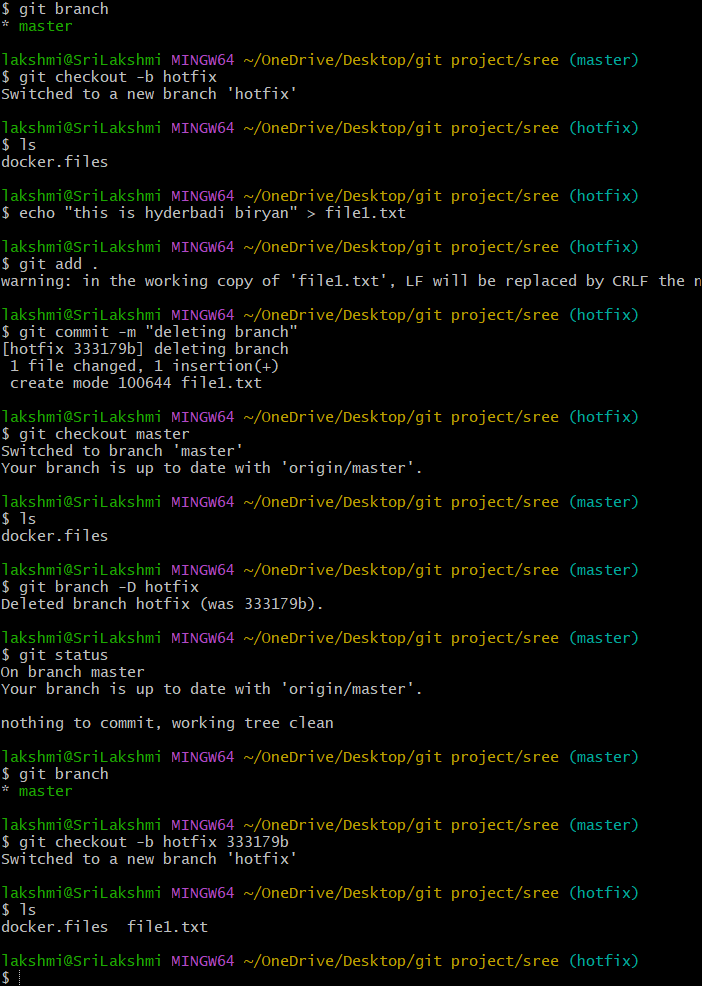 $ git branch
* master
lakshmi@SriLakshmi MINGW64 ~/OneDrive/Desktop/git project/sree (master)
$ git checkout -b hotfix
Switched to a new branch 'hotfix'
lakshmi@SriLakshmi MINGW64 ~/OneDrive/Desktop/git project/sree (hotfix)
$ ls
docker.files
lakshmi@SriLakshmi MINGW64 ~/OneDrive/Desktop/git project/sree (hotfix)
$ echo "this is hyderbadi biryan" > file1.txt
lakshmi@SriLakshmi MINGW64 ~/OneDrive/Desktop/git project/sree (hotfix)
$ git add .
warning: in the working copy of 'file1.txt', LF will be replaced by CRLF the n
lakshmi@SriLakshmi MINGW64 ~/OneDrive/Desktop/git project/sree (hotfix)
$ git commit -m "deleting branch"
[hotfix 333179b] deleting branch
1 file changed, 1 insertion(+)
create mode 100644 file1.txt
lakshmi@SriLakshmi MINGW64 ~/OneDrive/Desktop/git project/sree (hotfix)
$ git checkout master
Switched to branch 'master'
Your branch is up to date with 'origin/master'.
lakshmi@SriLakshmi MINGW64 ~/OneDrive/Desktop/git project/sree (master)
$ ls
docker.files
lakshmi@SriLakshmi MINGW64 ~/OneDrive/Desktop/git project/sree (master)
$ git branch -D hotfix
Deleted branch hotfix (was 333179b).
lakshmi@SriLakshmi MINGW64 ~/OneDrive/Desktop/git project/sree (master)
$ git status
On branch master
Your branch is up to date with 'origin/master'.
nothing to commit, working tree clean
lakshmi@SriLakshmi MINGW64 ~/OneDrive/Desktop/git project/sree (master)
$ git branch
* master
lakshmi@SriLakshmi MINGW64 ~/OneDrive/Desktop/git project/sree (master)
$ git checkout -b hotfix 333179b
Switched to a new branch 'hotfix'
lakshmi@SriLakshmi MINGW64 ~/OneDrive/Desktop/git project/sree (hotfix)
$ ls
docker.files  file1.txt
lakshmi@SriLakshmi MINGW64 ~/OneDrive/Desktop/git project/sree (hotfix)
$